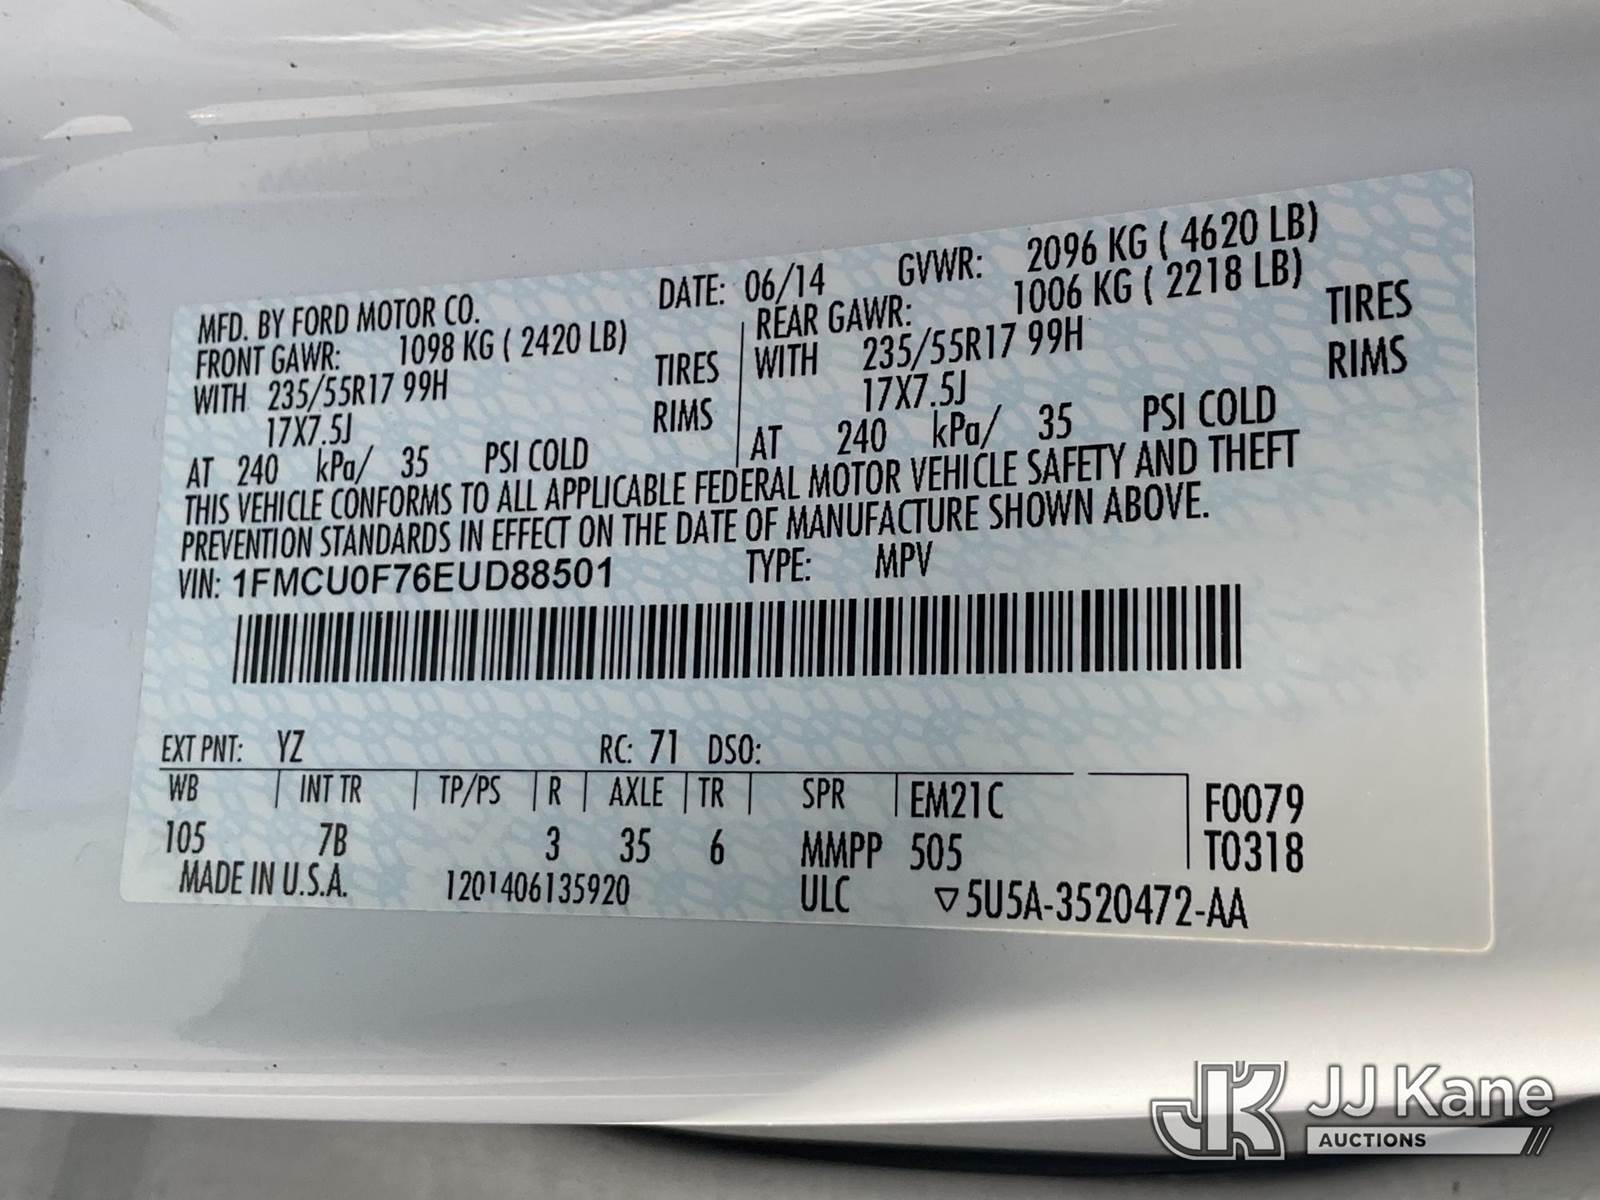 MFD. BY FORD MOTOR CO. DATE: 06/14 GVWR: 2096 KG ( 4620 LB)
FRONT GAWR: 1098 KG ( 2420 LB) REAR GAWR: 1006 KG ( 2218 LB)
WITH 235/55R17 99H TIRES WITH 235/55R17 99H TIRES
17X7.5J RIMS 17X7.5J RIMS
AT 240 kPa/ 35 PSI COLD AT 240 kPa/ 35 PSI COLD
THIS VEHICLE CONFORMS TO ALL APPLICABLE FEDERAL MOTOR VEHICLE SAFETY AND THEFT
PREVENTION STANDARDS IN EFFECT ON THE DATE OF MANUFACTURE SHOWN ABOVE.
VIN: 1FMCU0F76EUD88501 TYPE: MPV
EXT PNT: YZ RC: 71 DSO:
WB INT TR TP/PS R AXLE TR SPR EM21C F0079
105 7B 3 35 6 MMPP 505 T0318
MADE IN U.S.A. 1201406135920 ULC ▽5U5A-3520472-AA
JK JJ Kane
AUCTIONS